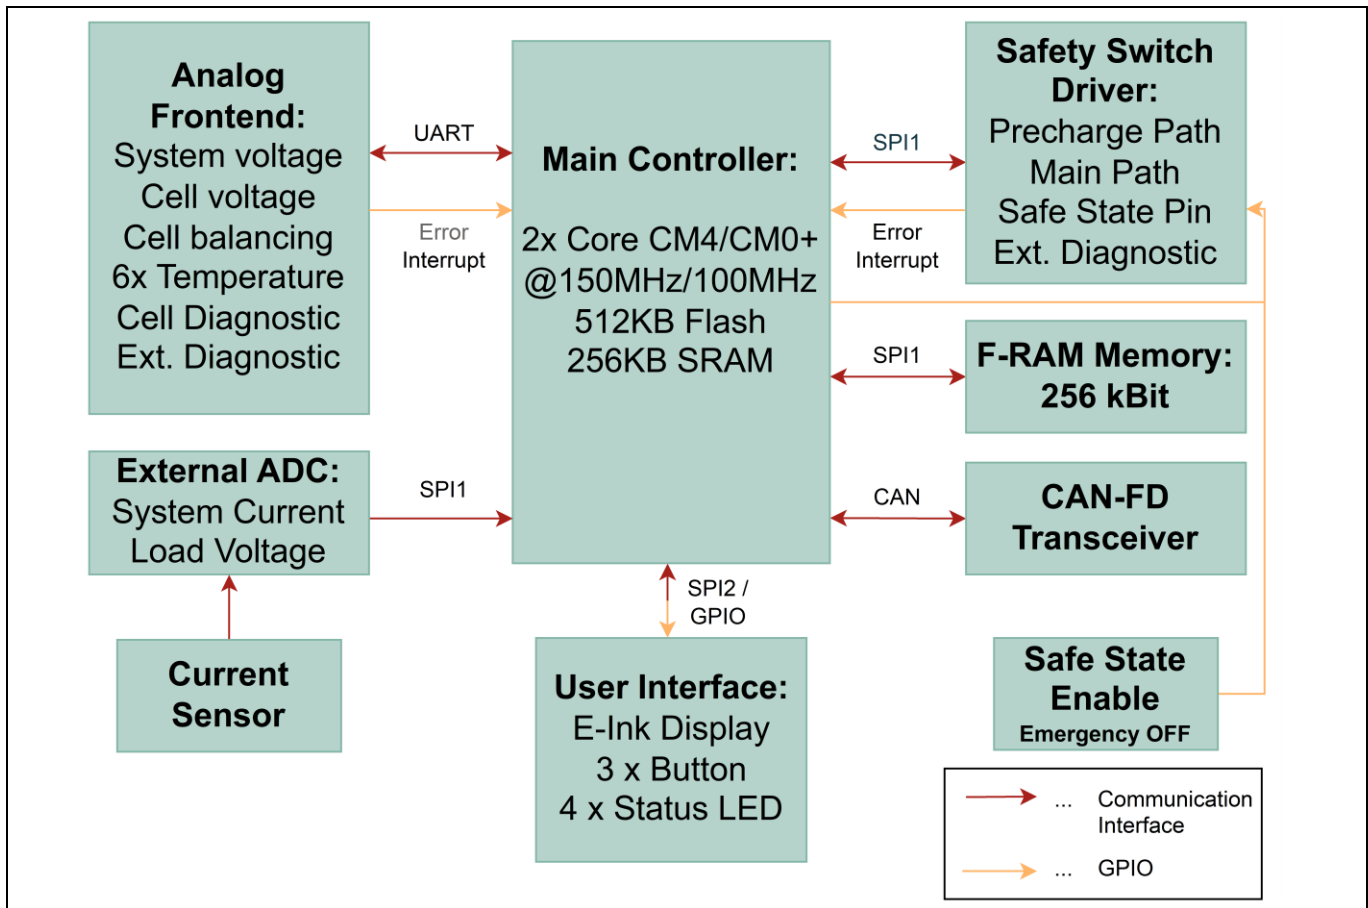 Analog
Frontend:
System voltage
Cell voltage
Cell balancing
6x Temperature
Cell Diagnostic
Ext. Diagnostic
UART
Error
Interrupt
Main Controller:
2x Core CM4/CM0+
@150MHz/100MHz
512KB Flash
256KB SRAM
SPI1
Error
Interrupt
Safety Switch
Driver:
Precharge Path
Main Path
Safe State Pin
Ext. Diagnostic
SPI1
F-RAM Memory:
256 kBit
External ADC:
System Current
Load Voltage
SPI1
CAN
CAN-FD
Transceiver
Current
Sensor
SPI2 /
GPIO
User Interface:
E-Ink Display
3 x Button
4 x Status LED
Safe State
Enable
Emergency OFF
... Communication
Interface
... GPIO